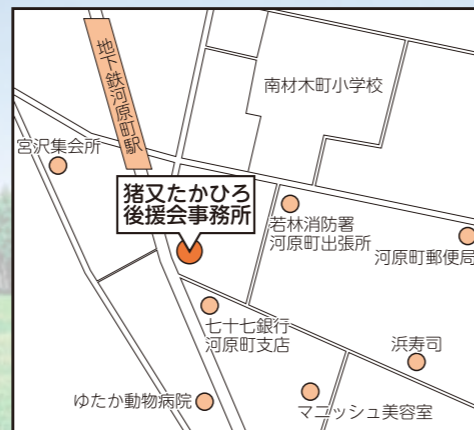 地下鉄河原町駅
南材木町小学校
宮沢集会所
猪又たかひろ
後援会事務所
若林消防署
河原町出張所
河原町郵便局
七十七銀行
河原町支店
浜寿司
ゆたか動物病院
マニッシュ美容室